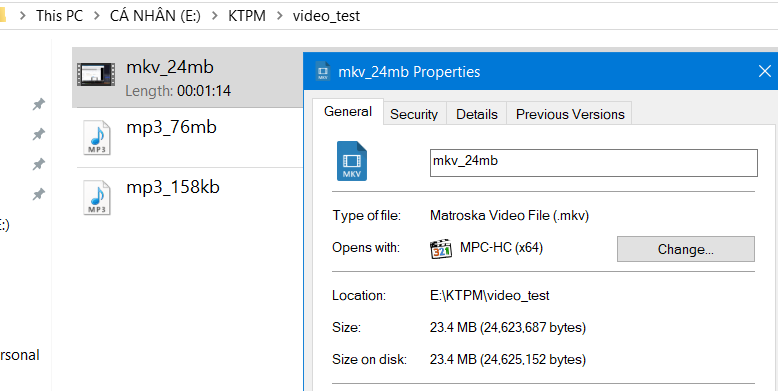 This PC > CÁ NHÂN (E:) > KTPM > video_test
mkv_24mb
Length: 00:01:14
MP3 mp3_76mb
MP3 mp3_158kb
E:)
rsonal
mkv_24mb Properties
General Security Details Previous Versions
MKV mkv_24mb
Type of file: Matroska Video File (.mkv)
Opens with: 321 MPC-HC (x64) Change...
Location: E:\KTPM\video_test
Size: 23.4 MB (24,623,687 bytes)
Size on disk: 23.4 MB (24,625,152 bytes)